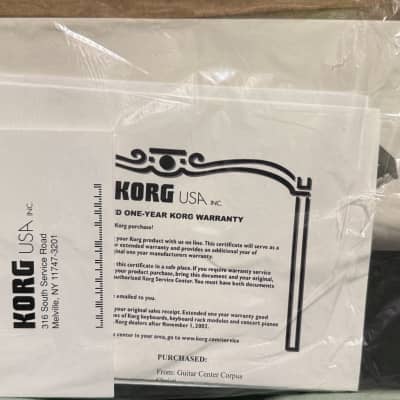 KORG USA INC.
316 South Service Road
Melville, NY 11747-3201
KORG USA INC.
D ONE-YEAR KORG WARRANTY
Korg purchase!
your Korg product with us on line. This certificate will serve as
extended warranty and provides an additional year of
ginal one year manufacturers warranty.
this certificate in a safe place. If you require warranty service
your product purchase, bring this document, and your original,
authorized Korg Service Center. You must have both documents
emailed to you.
your original sales receipt. Extended one year warranty good
es of Korg keyboards, keyboard rack modules and concert pianos
Korg dealers after November 1, 2002.
center in your area, go to www.korg.com/service
PURCHASED:
From: Guitar Center Corpus